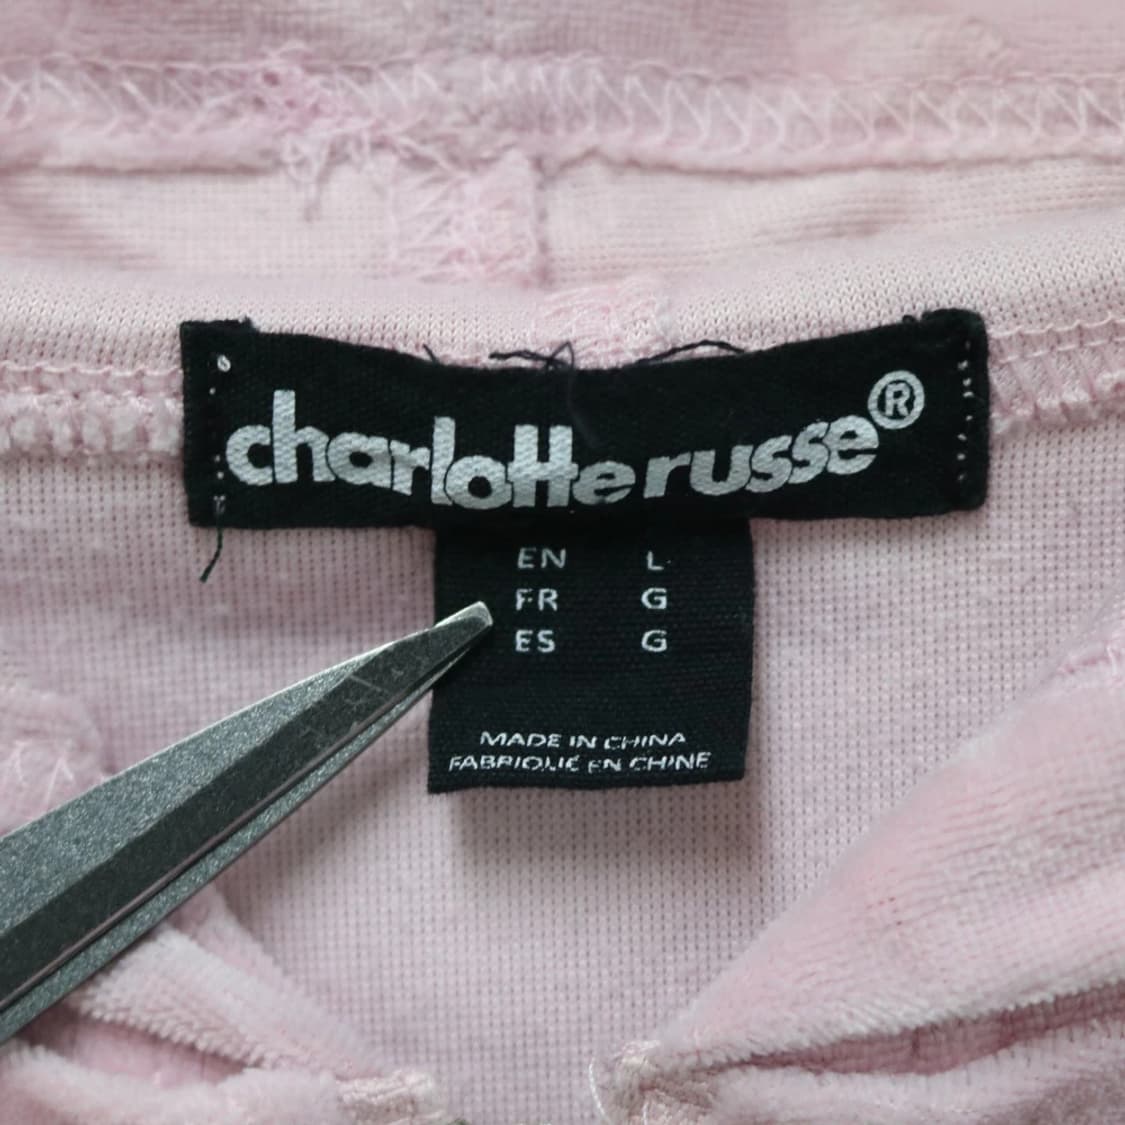 charlotte russe®
EN L
FR G
ES G
MADE IN CHINA
FABRIQUÉ EN CHINE